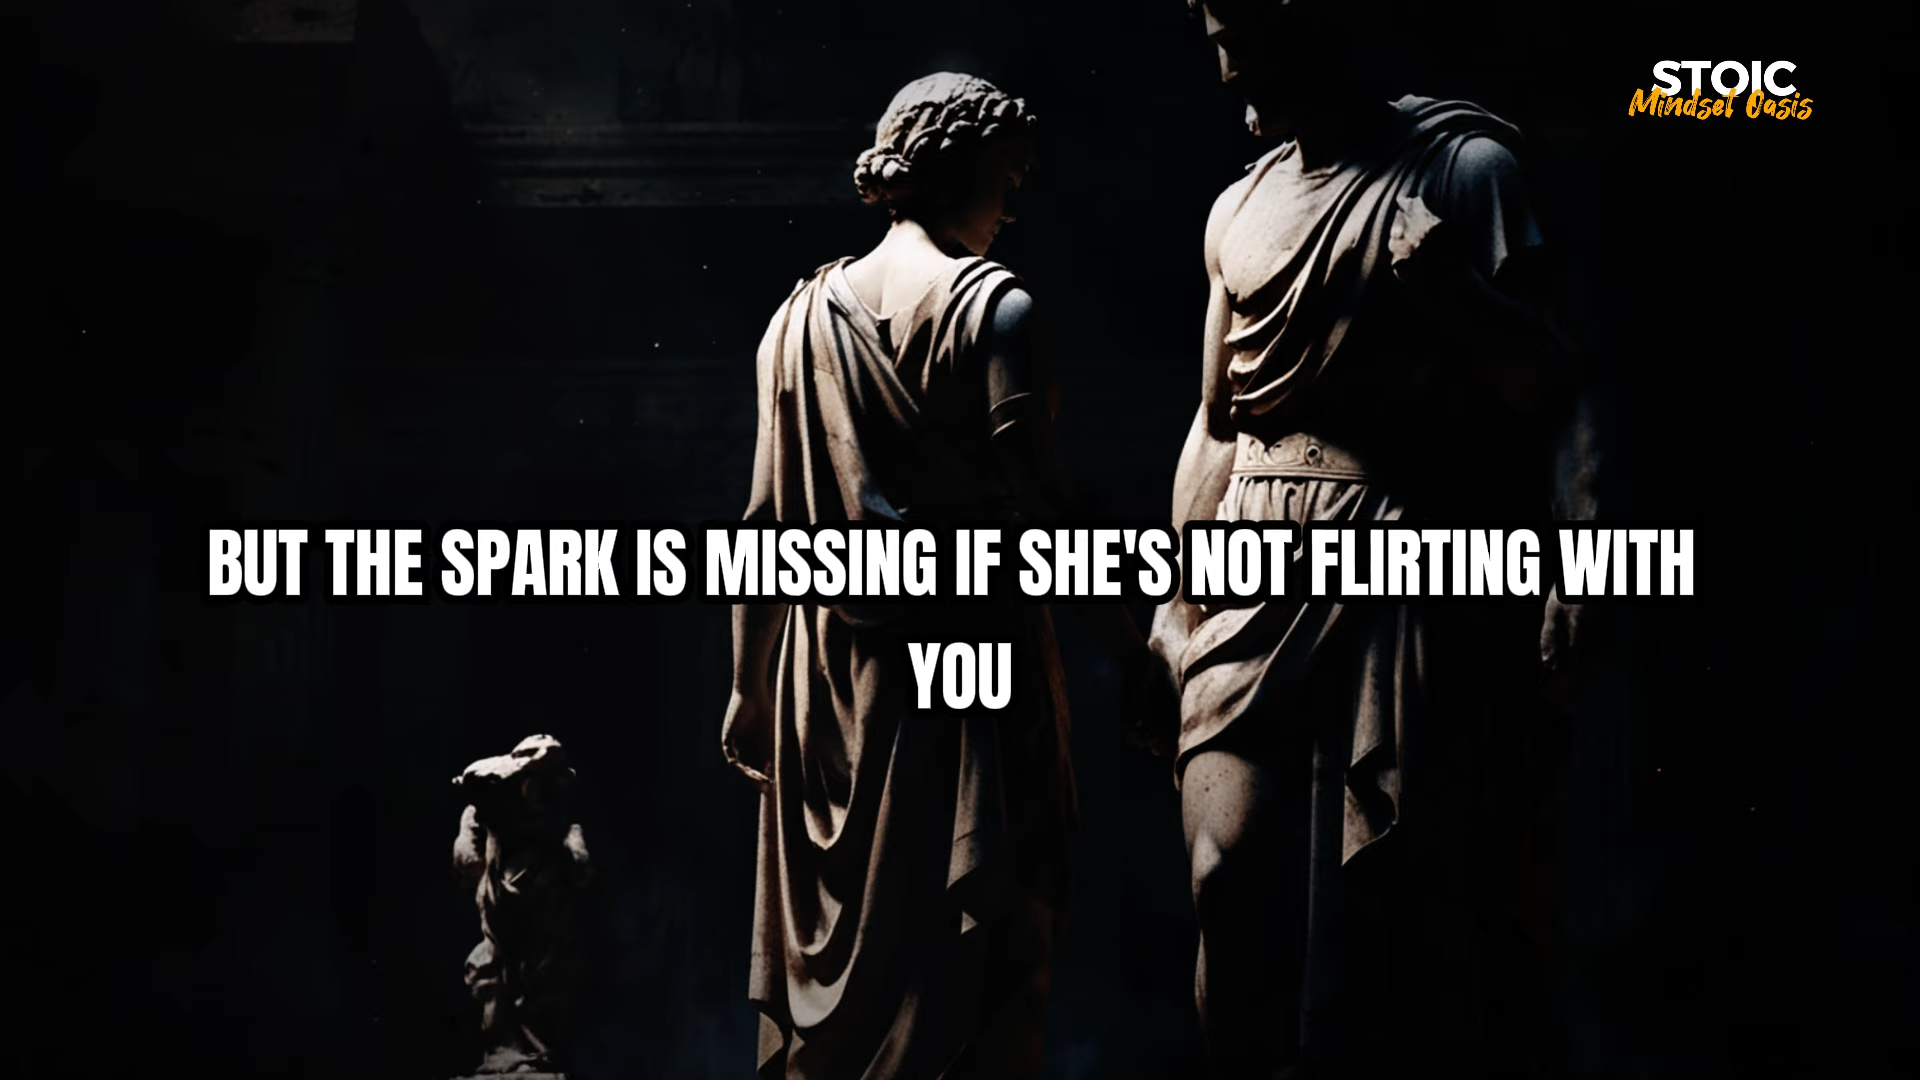 STOIC
Mindset Oasis
BUT THE SPARK IS MISSING IF SHE'S NOT FLIRTING WITH
YOU